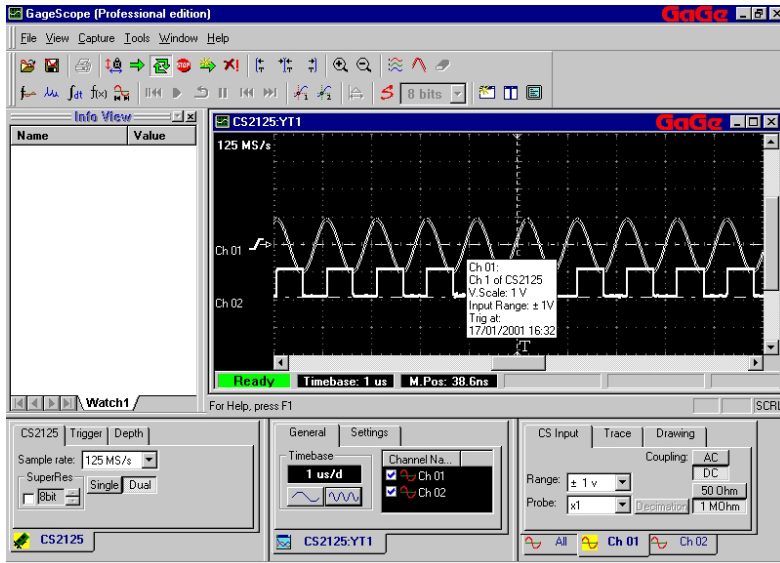 GageScope (Professional edition)
GaGe
File View Capture Tools Window Help
8 bits
Info View
Name Value
Watch1
CS2125:YT1
GaGe
125 MS/s
Ch 01
Ch 02
Ch 01:
Ch 1 of CS2125
V.Scale: 1 V
Input Range: ± 1V
Trig at:
17/01/2001 16:32
T
Ready Timebase: 1 us M.Pos: 38.6ns
For Help, press F1
SCRL
CS2125 Trigger Depth
Sample rate: 125 MS/s
SuperRes
8bit
Single Dual
CS2125
General Settings
Timebase
1 us/d
Channel Na...
Ch 01
Ch 02
CS2125:YT1
CS Input Trace Drawing
Coupling: AC
DC
Range: ± 1 v
50 Ohm
Probe: x1
Decimation 1 MOhm
All Ch 01 Ch 02